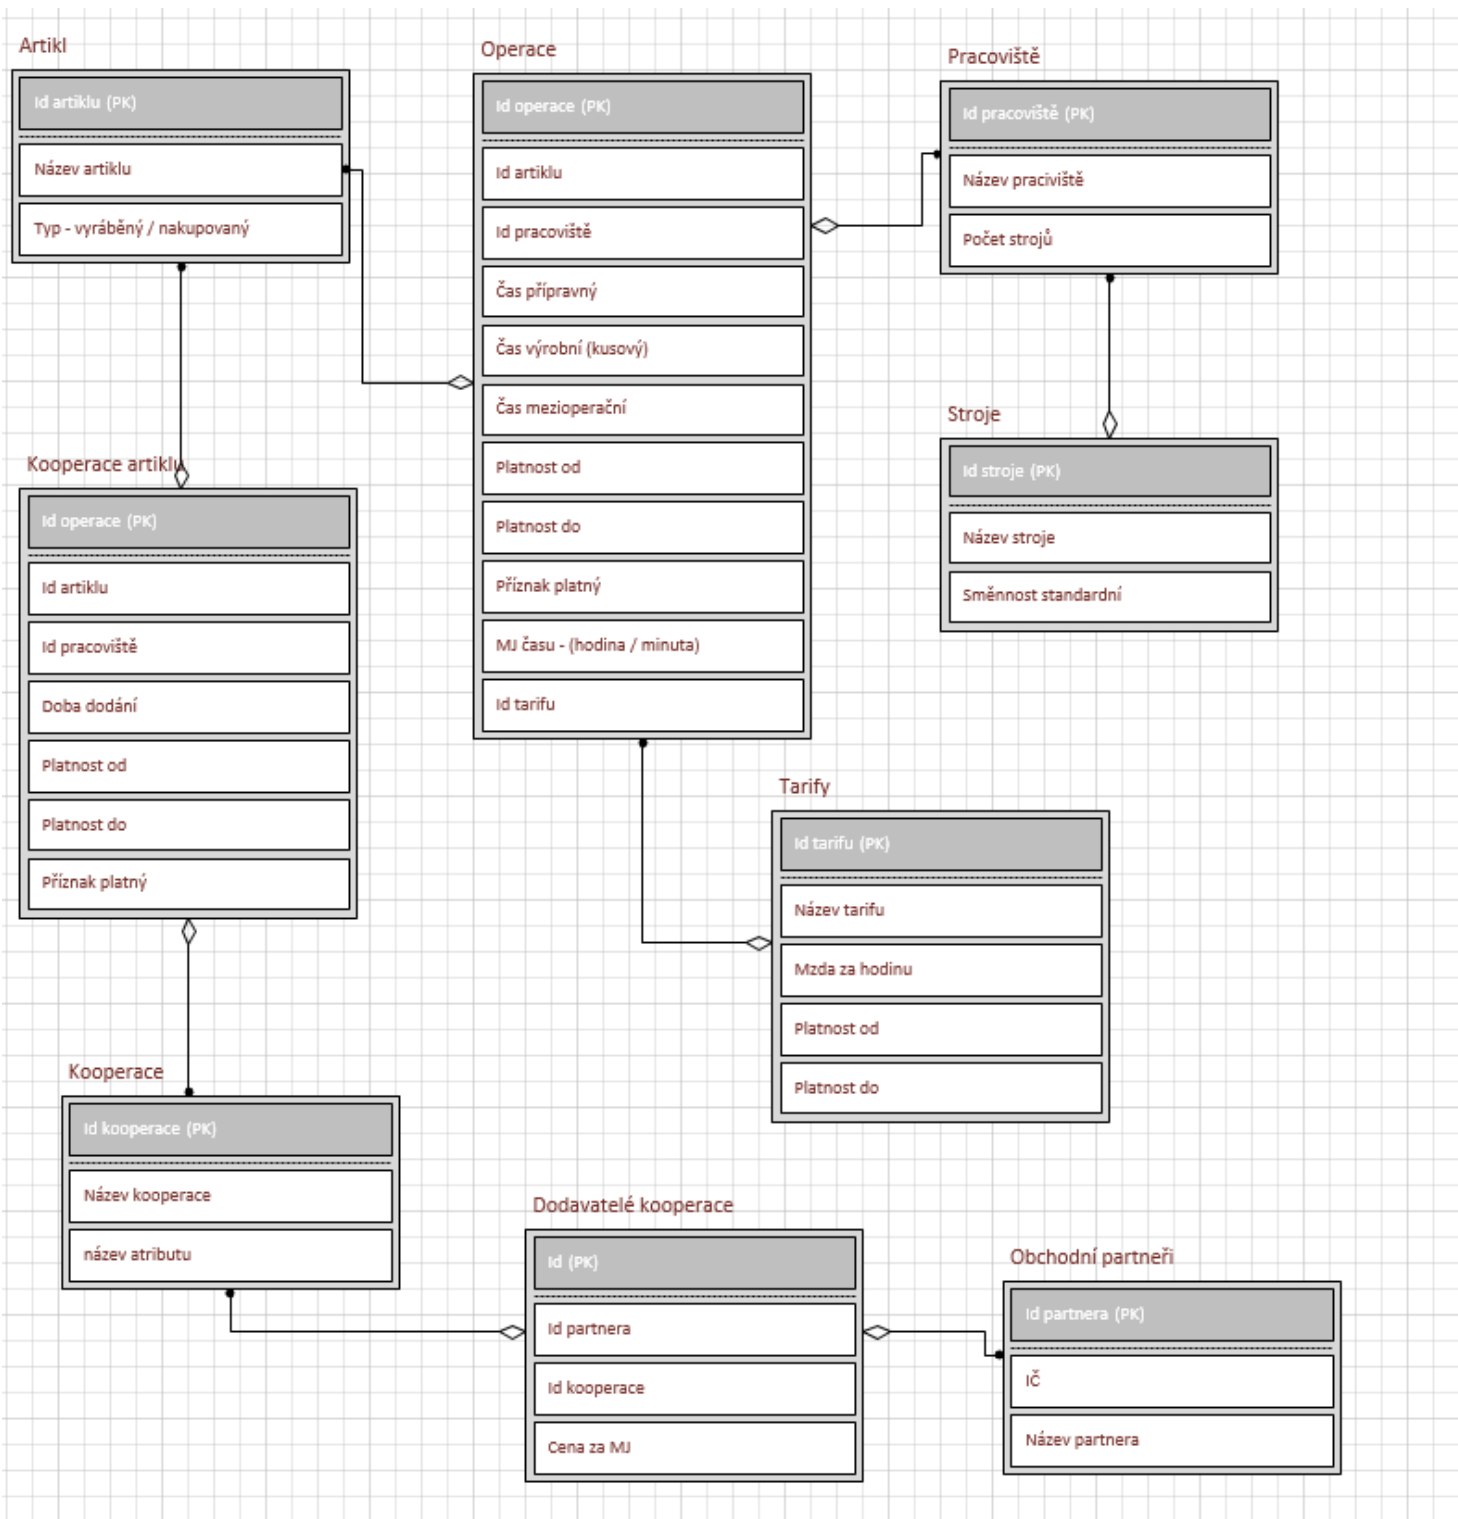 Artikl
Id artiklu (PK)
Název artiklu
Typ - vyráběný / nakupovaný
Operace
Id operace (PK)
Id artiklu
Id pracoviště
Čas přípravný
Čas výrobní (kusový)
Čas mezioperační
Platnost od
Platnost do
Příznak platný
MJ času - (hodina / minuta)
Id tarifu
Pracoviště
Id pracoviště (PK)
Název praciviště
Počet strojů
Stroje
Id stroje (PK)
Název stroje
Směnnost standardní
Kooperace artiklu
Id operace (PK)
Id artiklu
Id pracoviště
Doba dodání
Platnost od
Platnost do
Příznak platný
Tarify
Id tarifu (PK)
Název tarifu
Mzda za hodinu
Platnost od
Platnost do
Kooperace
Id kooperace (PK)
Název kooperace
název atributu
Dodavatelé kooperace
Id (PK)
Id partnera
Id kooperace
Cena za MJ
Obchodní partneři
Id partnera (PK)
IČ
Název partnera